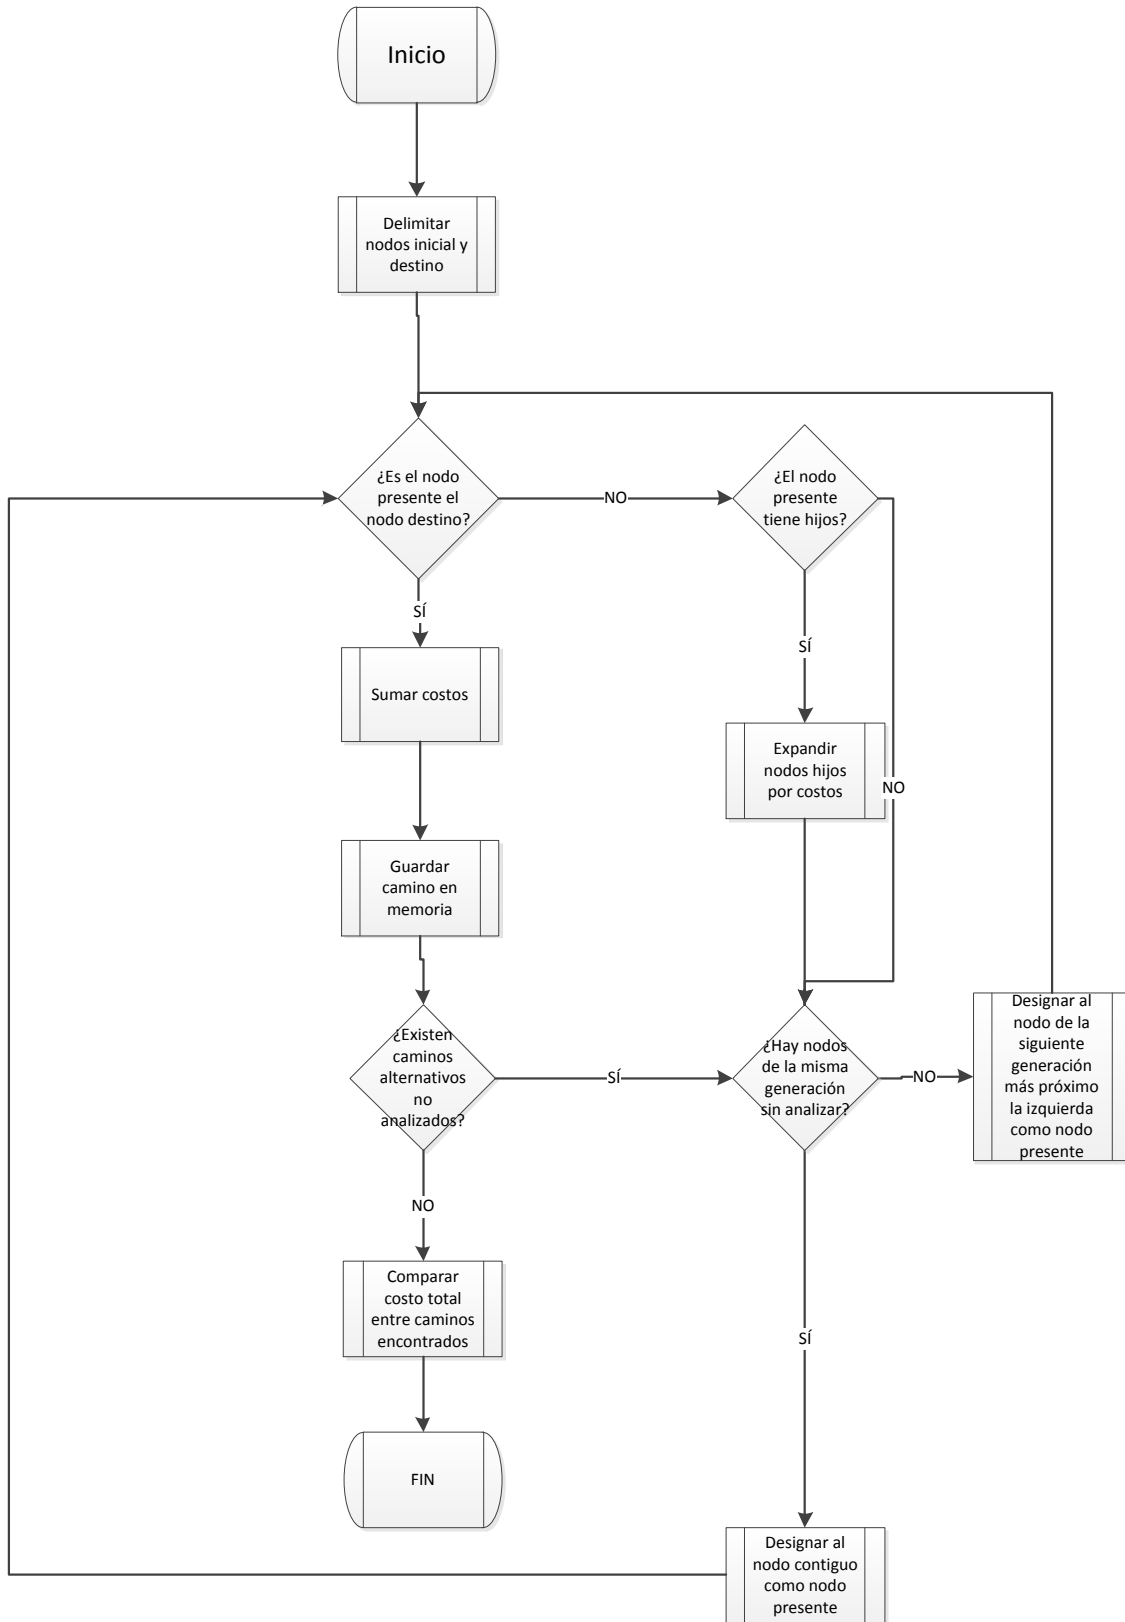 Inicio
Delimitar
nodos inicial y
destino
¿Es el nodo
presente el
nodo destino?
NO
¿El nodo
presente
tiene hijos?
SÍ
SÍ
Sumar costos
Expandir
nodos hijos
por costos
NO
Guardar
camino en
memoria
¿Existen
caminos
alternativos
no
analizados?
SÍ
¿Hay nodos
de la misma
generación
sin analizar?
NO
Designar al
nodo de la
siguiente
generación
más próximo
la izquierda
como nodo
presente
NO
Comparar
costo total
entre caminos
encontrados
SÍ
FIN
Designar al
nodo contiguo
como nodo
presente